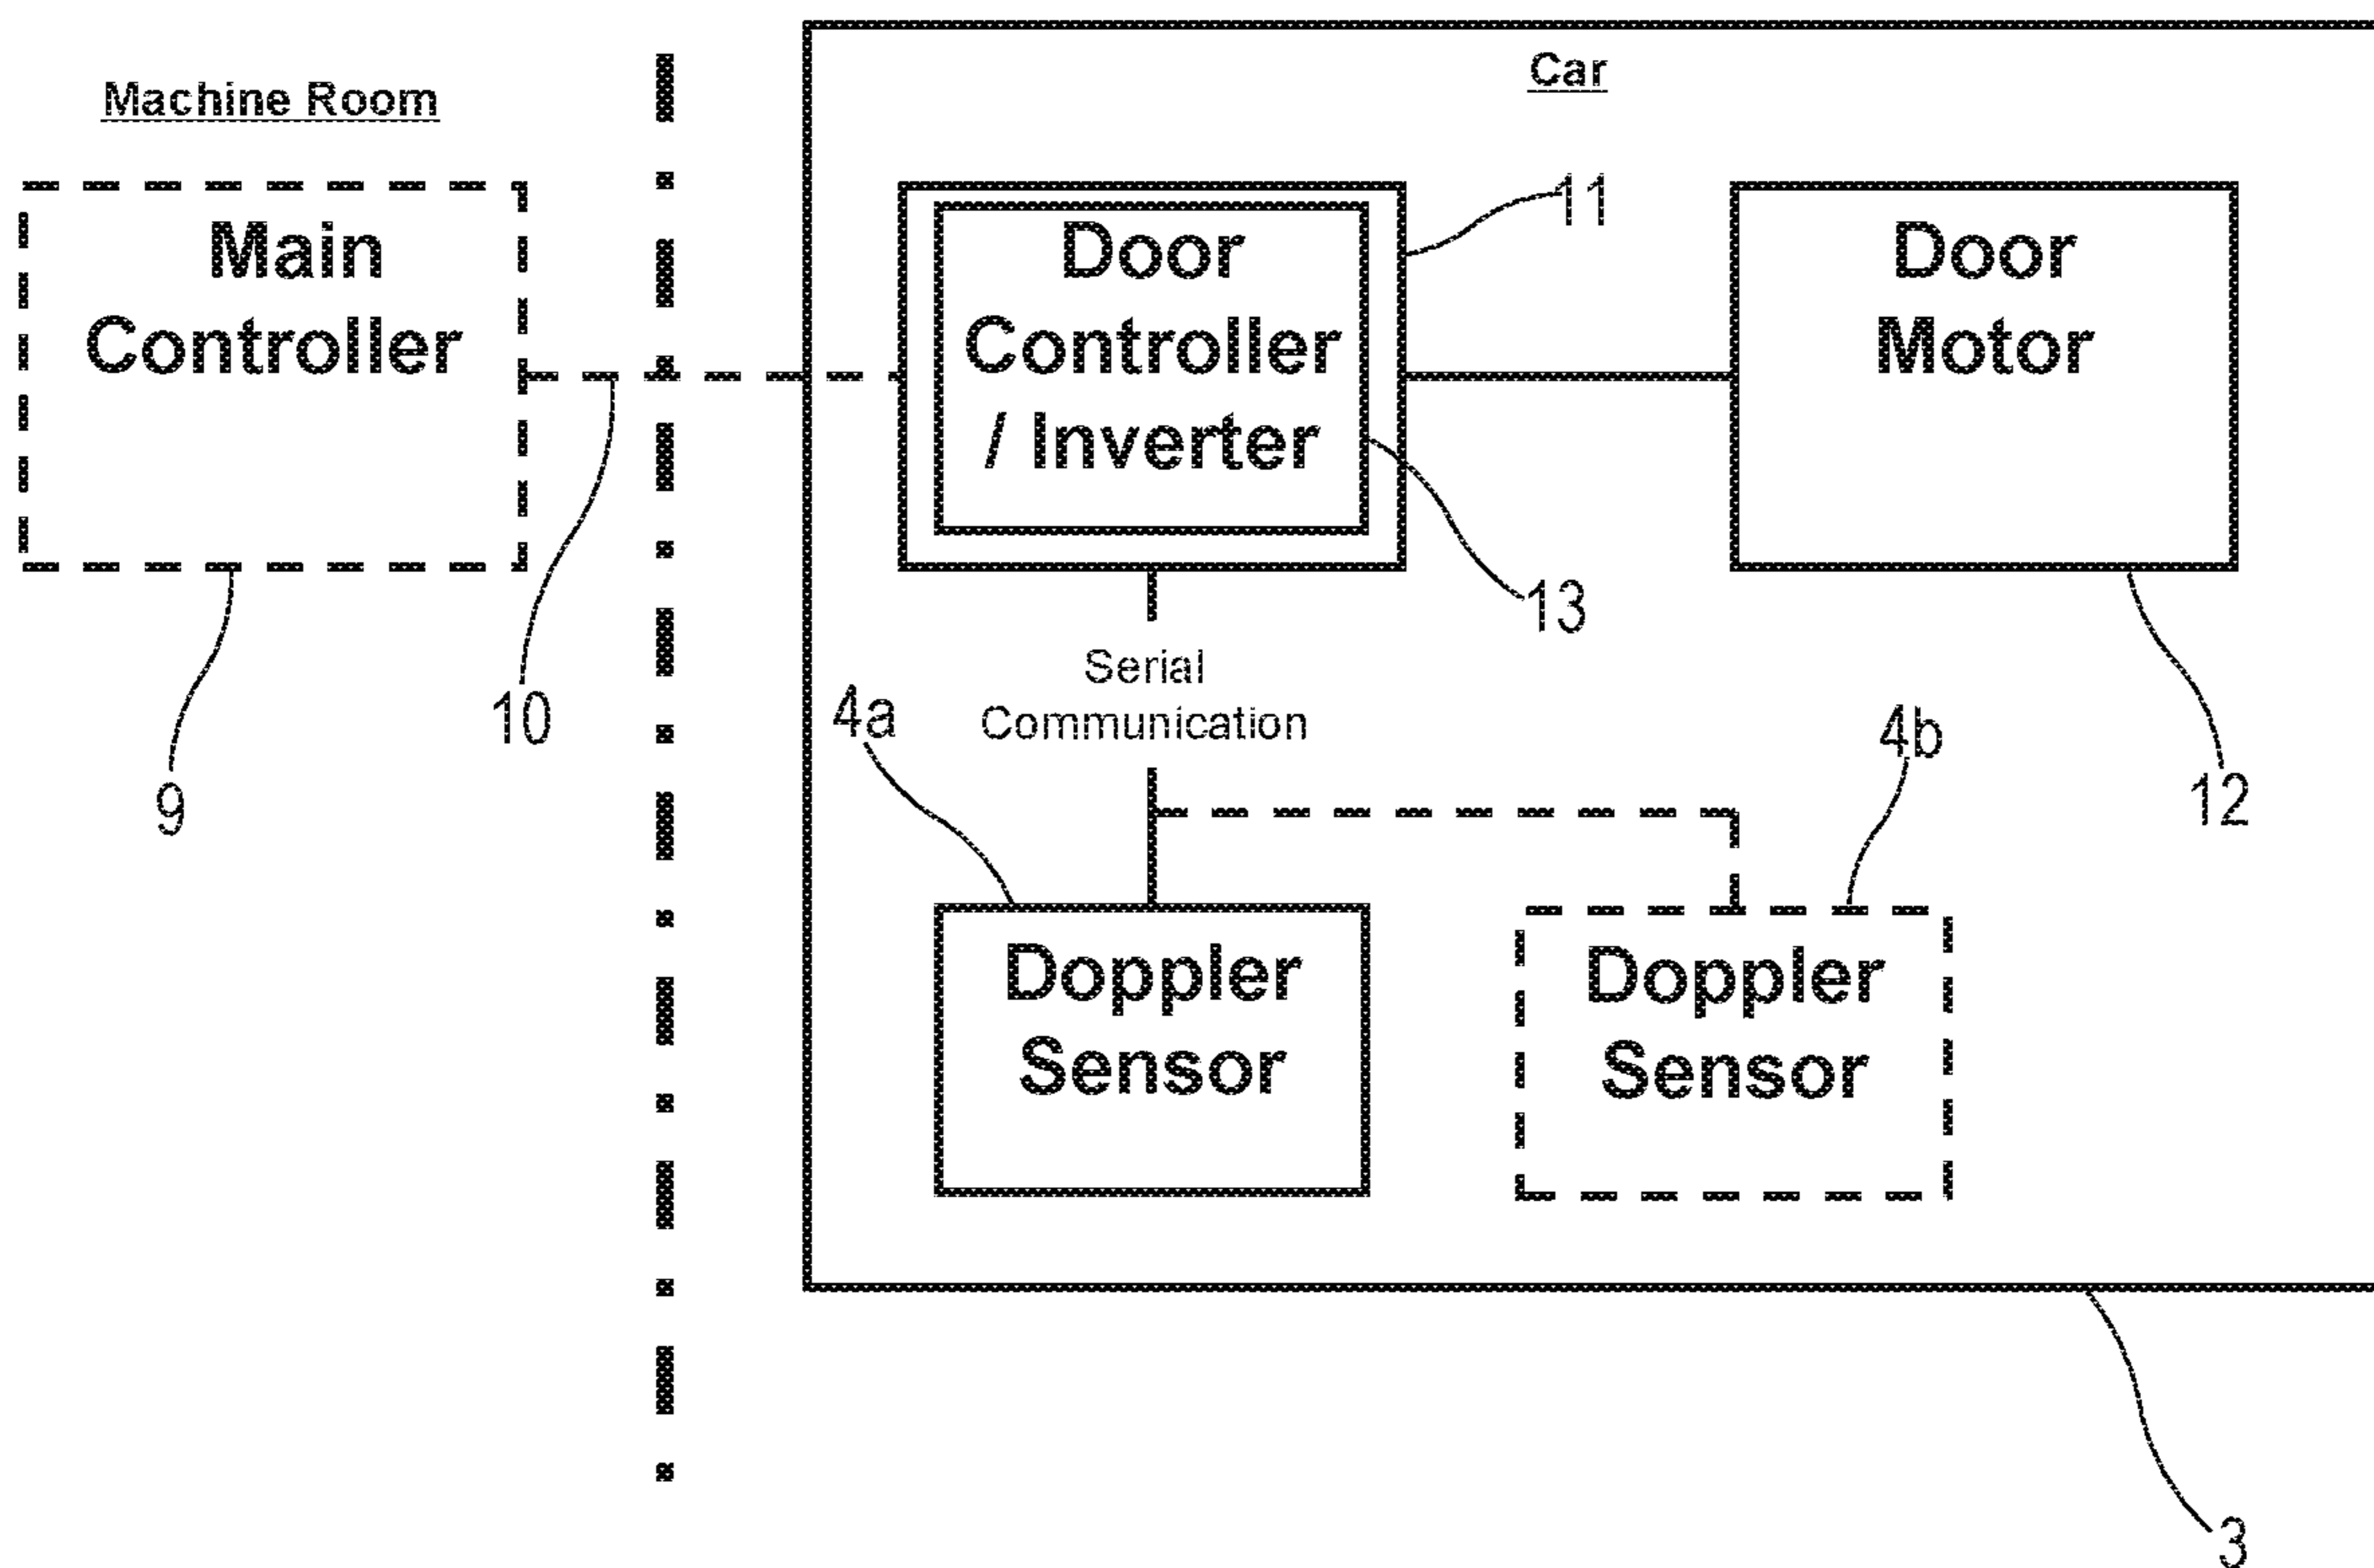 Machine Room
Car
Main
Controller
Door
Controller
/ Inverter
11
Door
Motor
13
Serial
Communication
10
4a
4b
9
12
Doppler
Sensor
Doppler
Sensor
3